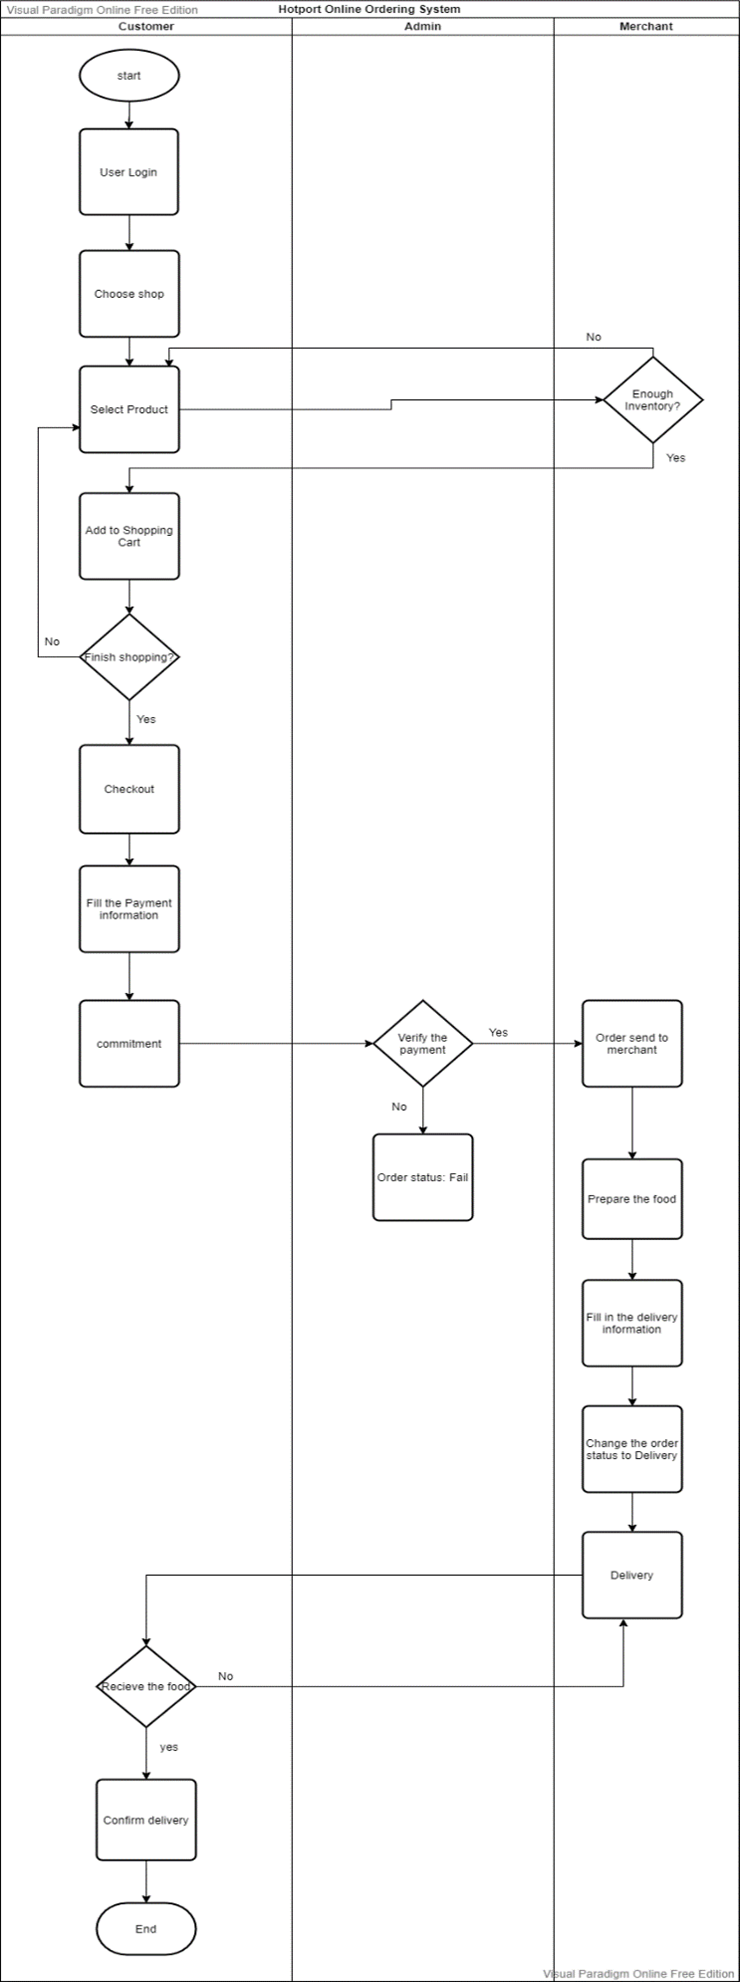 Visual Paradigm Online Free Edition
Hotport Online Ordering System
Customer
Admin
Merchant
start
User Login
Choose shop
No
Select Product
Enough
Inventory?
Yes
Add to Shopping
Cart
No
Finish shopping?
Yes
Checkout
Fill the Payment
information
commitment
Verify the
payment
Yes
Order send to
merchant
No
Order status: Fail
Prepare the food
Fill in the delivery
information
Change the order
status to Delivery
Delivery
Recieve the food
No
yes
Confirm delivery
End
Visual Paradigm Online Free Edition